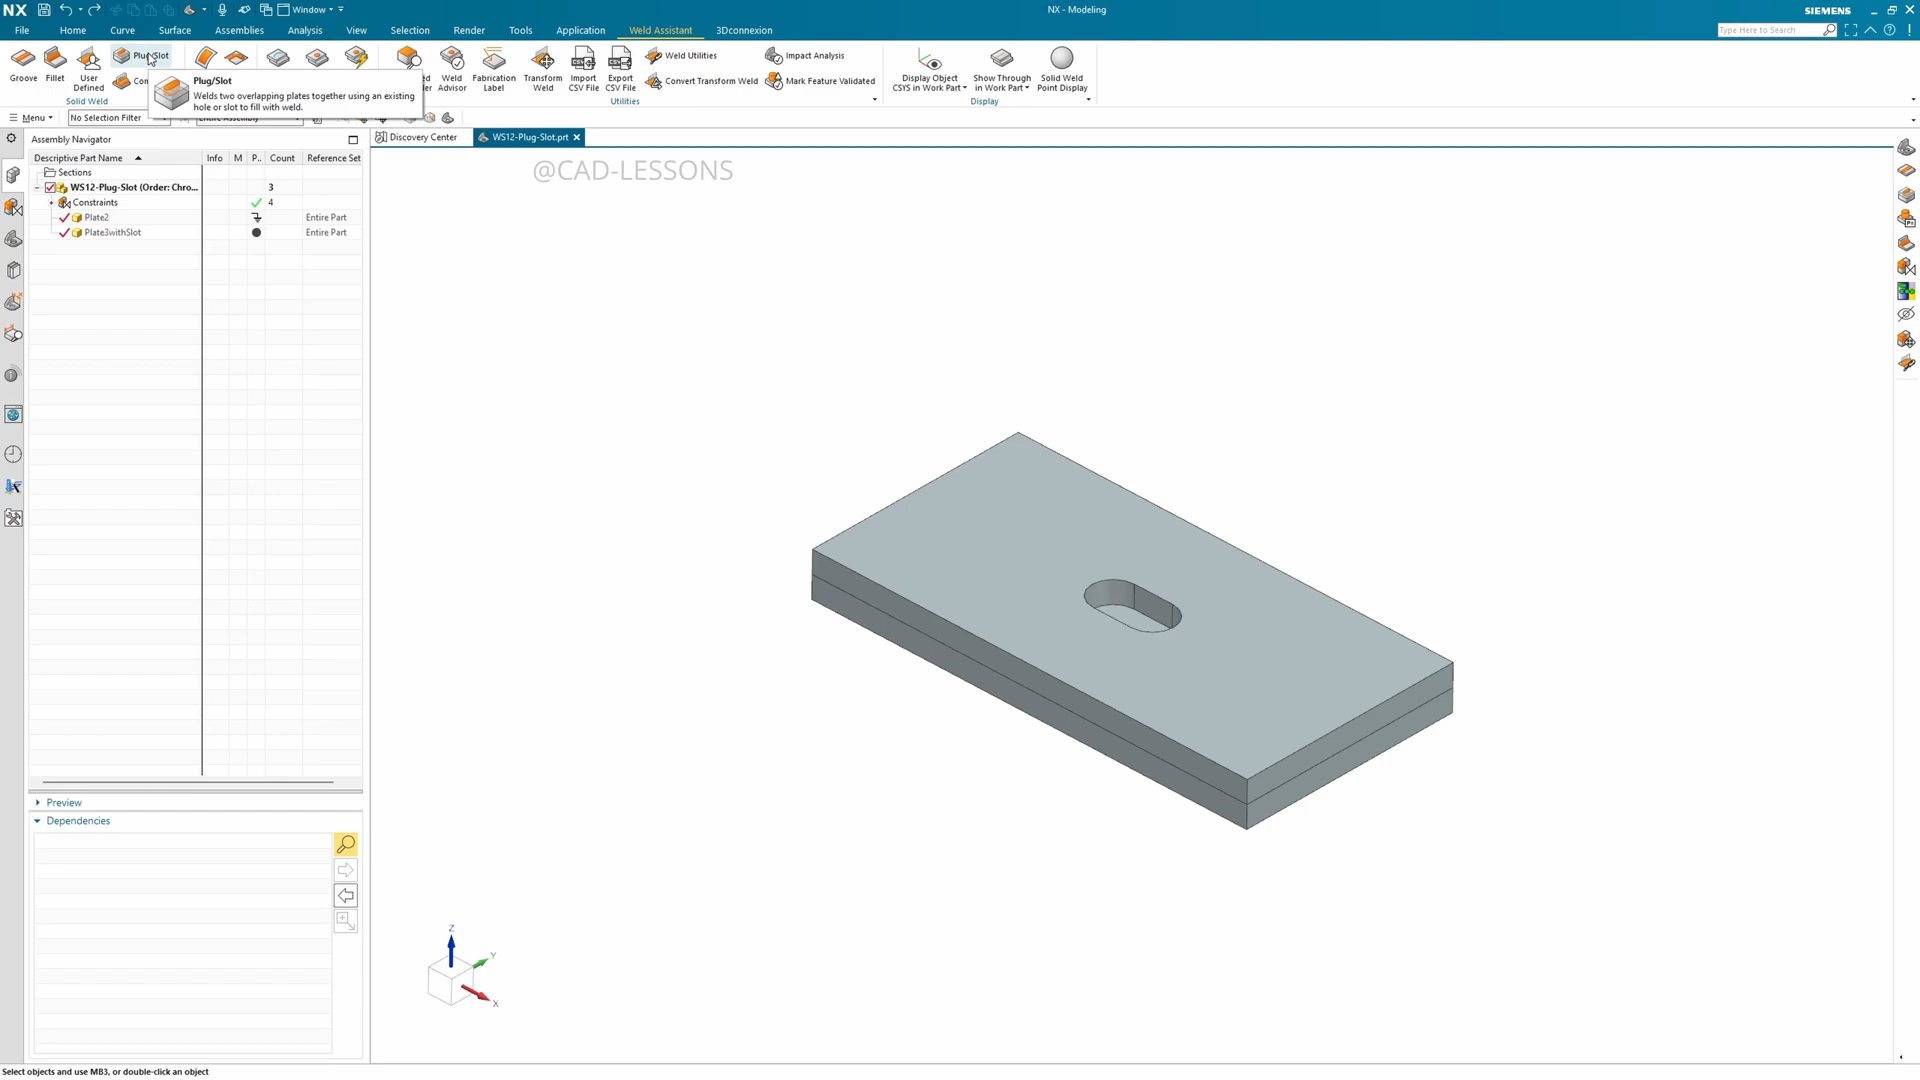 NX
Window
NX - Modeling
SIEMENS
File Home Curve Surface Assemblies Analysis View Selection Render Tools Application Weld Assistant 3Dconnexion
Type Here to Search
Groove
Fillet
User Defined
Plug/Slot
Solid Weld
Plug/Slot
Welds two overlapping plates together using an existing
hole or slot to fill with weld.
Weld Advisor
Fabrication Label
Transform Weld
Import CSV File
Export CSV File
Weld Utilities
Convert Transform Weld
Impact Analysis
Mark Feature Validated
Utilities
Display Object CSYS in Work Part
Show Through in Work Part
Solid Weld Point Display
Display
Menu
No Selection Filter
Entire Assembly
Assembly Navigator
Discovery Center
WS12-Plug-Slot.prt
@CAD-LESSONS
Descriptive Part Name Info M P.. Count Reference Set
Sections
WS12-Plug-Slot (Order: Chro... 3
Constraints 4
Plate2 Entire Part
Plate3withSlot Entire Part
Preview
Dependencies
Z
Y
X
Select objects and use MB3, or double-click an object